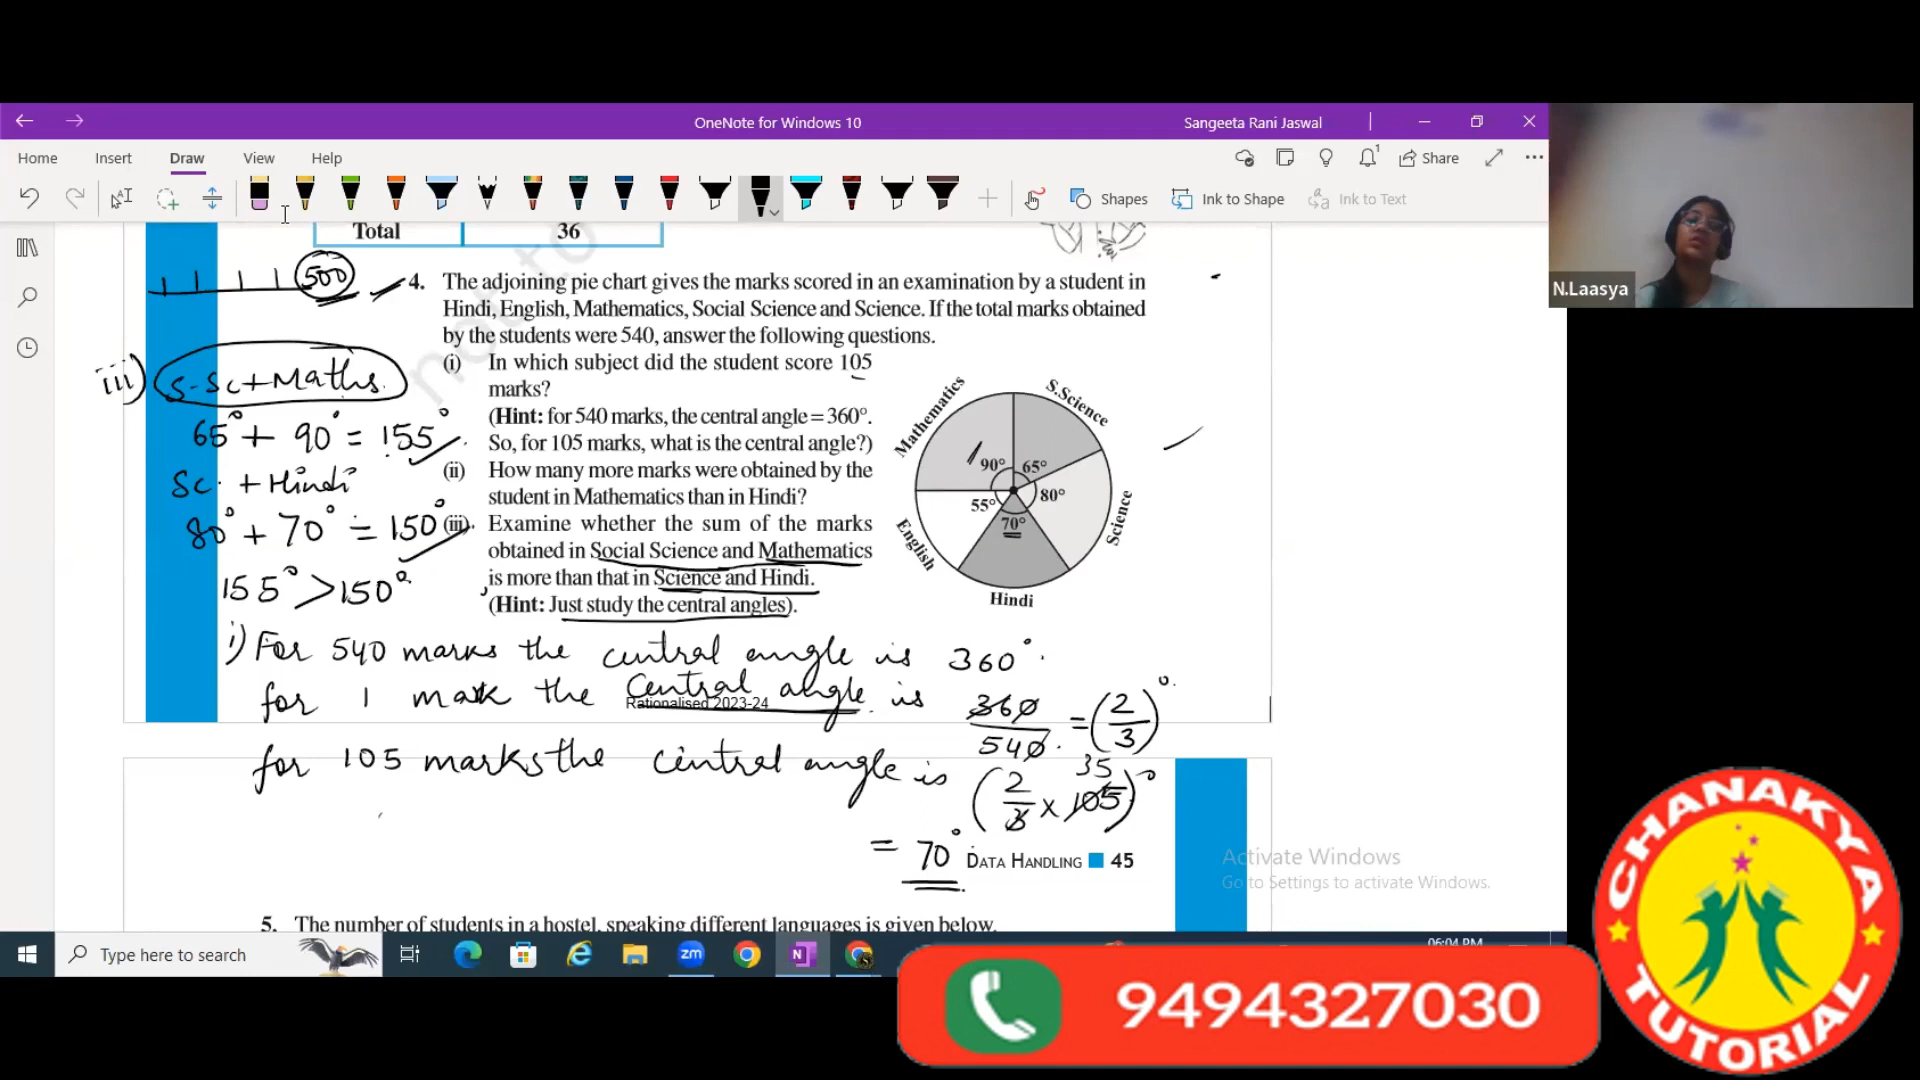 OneNote for Windows 10
Sangeeta Rani Jaswal
Home Insert Draw View Help
1
Share
Shapes Ink to Shape Ink to Text
Total 36
500
4. The adjoining pie chart gives the marks scored in an examination by a student in
Hindi, English, Mathematics, Social Science and Science. If the total marks obtained
by the students were 540, answer the following questions.
(i) In which subject did the student score 105
marks?
(Hint: for 540 marks, the central angle = 360°.
So, for 105 marks, what is the central angle?)
(ii) How many more marks were obtained by the
student in Mathematics than in Hindi?
(iii) Examine whether the sum of the marks
obtained in Social Science and Mathematics
is more than that in Science and Hindi.
(Hint: Just study the central angles).
iii) S.Sc+Maths.
65° + 90° = 155°
Sc. + Hindi
80° + 70° = 150°
155° > 150°
Mathematics
S.Science
90° 65°
55° 80°
70°
English
Science
Hindi
i) For 540 marks the central angle is 360°.
for 1 mark the central angle is 360/540 = (2/3)°.
Rationalised 2023-24
for 105 marks the central angle is (2/3 x 105)°
35
= 70°
DATA HANDLING 45
5. The number of students in a hostel, speaking different languages is given below.
Activate Windows
Go to Settings to activate Windows.
Type here to search
zm
N
S
06:04 PM
N.Laasya
9494327030
CHANAKYA
TUTORIAL
not to